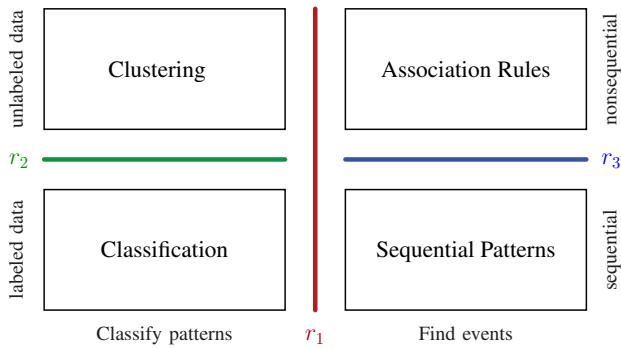 unlabeled data
Clustering
Association Rules
nonsequential
r2
r3
labeled data
Classification
Sequential Patterns
sequential
Classify patterns
r1
Find events